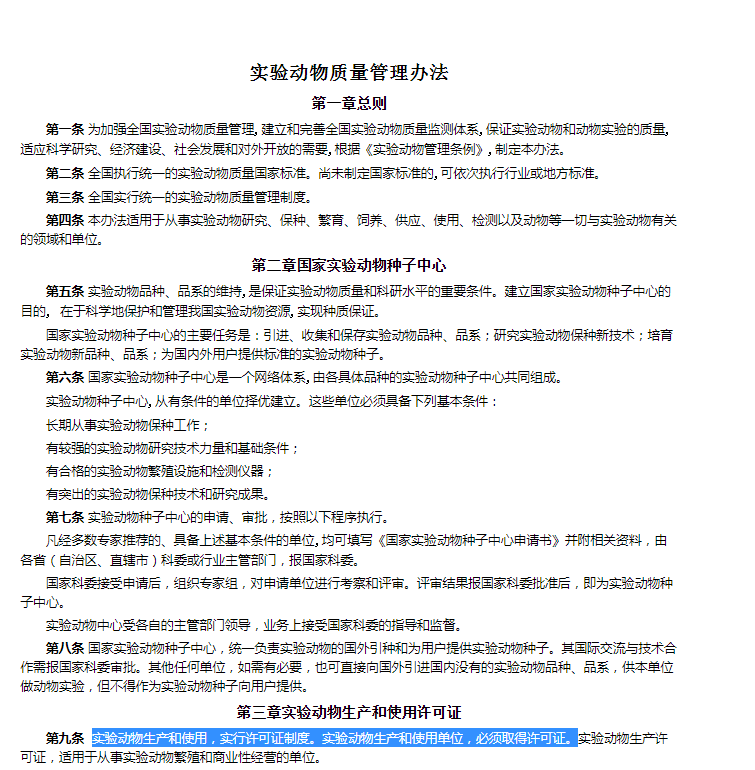 实验动物质量管理办法
第一章总则
第一条 为加强全国实验动物质量管理, 建立和完善全国实验动物质量监测体系, 保证实验动物和动物实验的质量,
适应科学研究、经济建设、社会发展和对外开放的需要, 根据《实验动物管理条例》, 制定本办法。
第二条 全国执行统一的实验动物质量国家标准。尚未制定国家标准的, 可依次执行行业或地方标准。
第三条 全国实行统一的实验动物质量管理制度。
第四条 本办法适用于从事实验动物研究、保种、繁育、饲养、供应、使用、检测以及动物等一切与实验动物有关
的领域和单位。
第二章国家实验动物种子中心
第五条 实验动物品种、品系的维持, 是保证实验动物质量和科研水平的重要条件。建立国家实验动物种子中心的
目的, 在于科学地保护和管理我国实验动物资源, 实现种质保证。
国家实验动物种子中心的主要任务是：引进、收集和保存实验动物品种、品系；研究实验动物保种新技术；培育
实验动物新品种、品系；为国内外用户提供标准的实验动物种子。
第六条 国家实验动物种子中心是一个网络体系, 由各具体品种的实验动物种子中心共同组成。
实验动物种子中心, 从有条件的单位择优建立。这些单位必须具备下列基本条件：
长期从事实验动物保种工作；
有较强的实验动物研究技术力量和基础条件；
有合格的实验动物繁殖设施和检测仪器；
有突出的实验动物保种技术和研究成果。
第七条 实验动物种子中心的申请、审批，按照以下程序执行。
凡经多数专家推荐的、具备上述基本条件的单位, 均可填写《国家实验动物种子中心申请书》并附相关资料，由
各省（自治区、直辖市）科委或行业主管部门，报国家科委。
国家科委接受申请后，组织专家组，对申请单位进行考察和评审。评审结果报国家科委批准后，即为实验动物种
子中心。
实验动物中心受各自的主管部门领导，业务上接受国家科委的指导和监督。
第八条 国家实验动物种子中心，统一负责实验动物的国外引种和为用户提供实验动物种子。其国际交流与技术合
作需报国家科委审批。其他任何单位，如需有必要，也可直接向国外引进国内没有的实验动物品种、品系，供本单位
做动物实验，但不得作为实验动物种子向用户提供。
第三章实验动物生产和使用许可证
第九条 实验动物生产和使用，实行许可证制度。实验动物生产和使用单位，必须取得许可证。实验动物生产许
可证，适用于从事实验动物繁殖和商业性经营的单位。